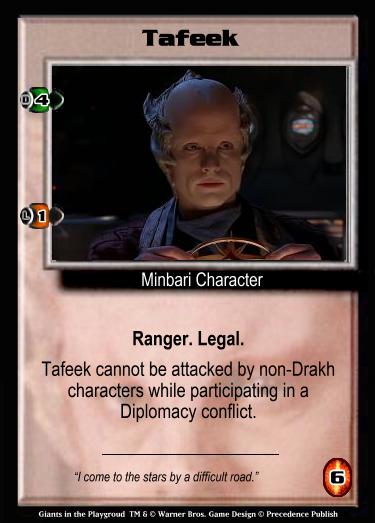 Tafeek
D 4
L 1
Minbari Character
Ranger. Legal.
Tafeek cannot be attacked by non-Drakh
characters while participating in a
Diplomacy conflict.
"I come to the stars by a difficult road."
6
Giants in the Playgroud TM & © Warner Bros. Game Design © Precedence Publish